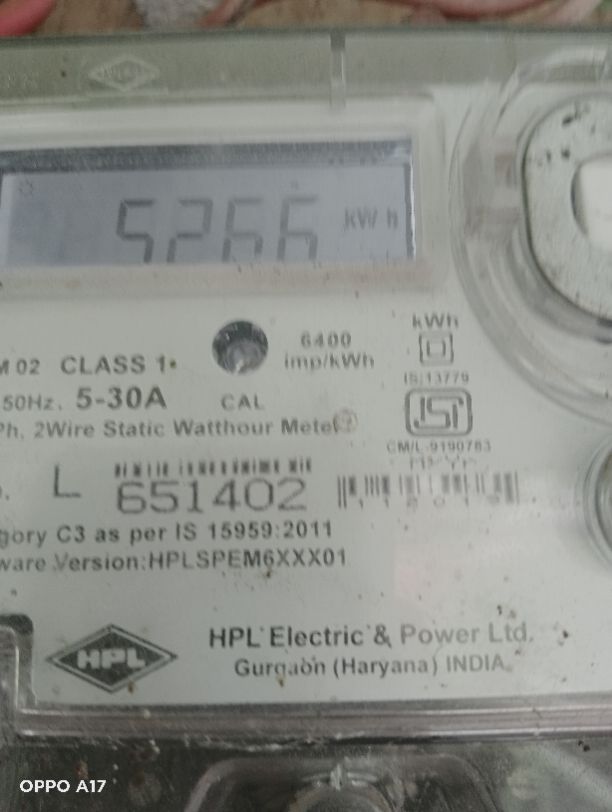 5266 kW h
6400
imp/kWh
kWh
M 02 CLASS 1
IS:13779
50Hz. 5-30A CAL
Ph, 2Wire Static Watthour Meter
ISI
CM/L-9190783
L 651402
gory C3 as per IS 15959:2011
ware Version:HPLSPEM6XXX01
HPL
HPL Electric & Power Ltd.
Gurgaon (Haryana) INDIA.
OPPO A17